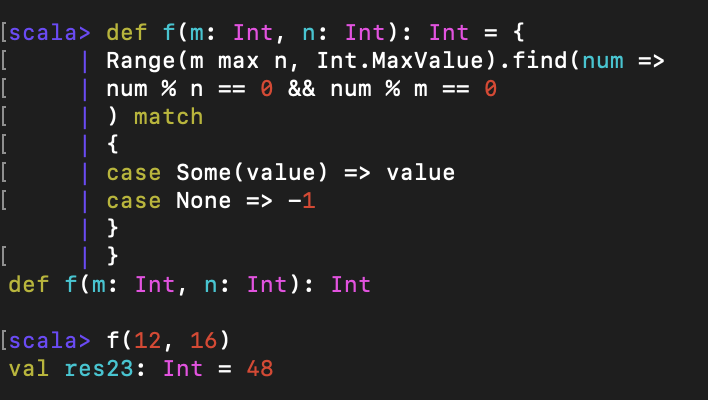 [scala> def f(m: Int, n: Int): Int = {
[     | Range(m max n, Int.MaxValue).find(num =>
[     | num % n == 0 && num % m == 0
[     | ) match
[     | {
[     | case Some(value) => value
[     | case None => -1
      | }
[     | }
def f(m: Int, n: Int): Int
[scala> f(12, 16)
val res23: Int = 48